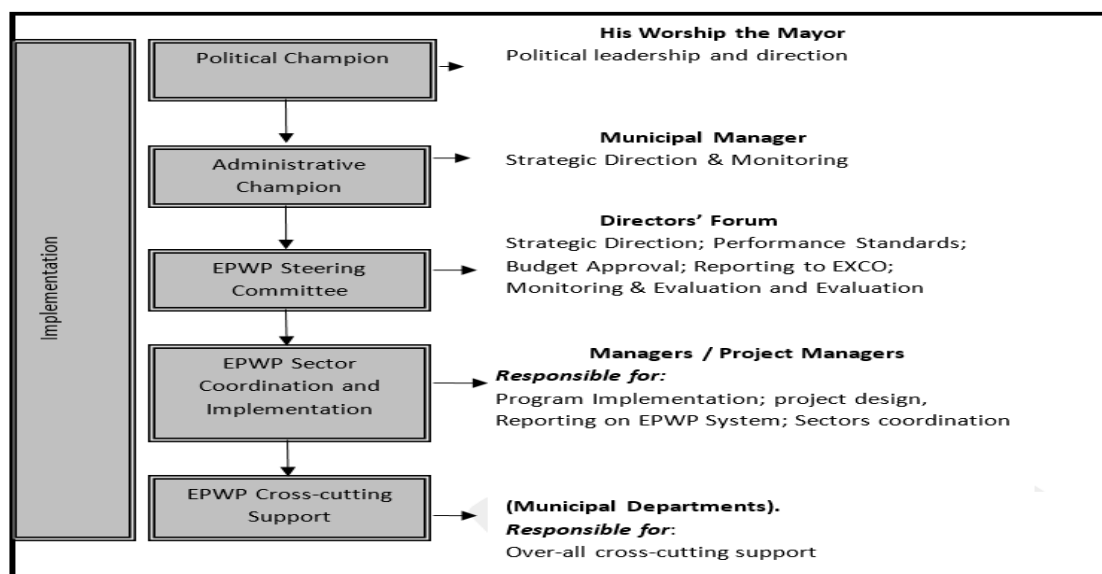 Implementation
Political Champion
His Worship the Mayor
Political leadership and direction
Administrative
Champion
Municipal Manager
Strategic Direction & Monitoring
EPWP Steering
Committee
Directors’ Forum
Strategic Direction; Performance Standards;
Budget Approval; Reporting to EXCO;
Monitoring & Evaluation and Evaluation
EPWP Sector
Coordination and
Implementation
Managers / Project Managers
Responsible for:
Program Implementation; project design,
Reporting on EPWP System; Sectors coordination
EPWP Cross-cutting
Support
(Municipal Departments).
Responsible for:
Over-all cross-cutting support